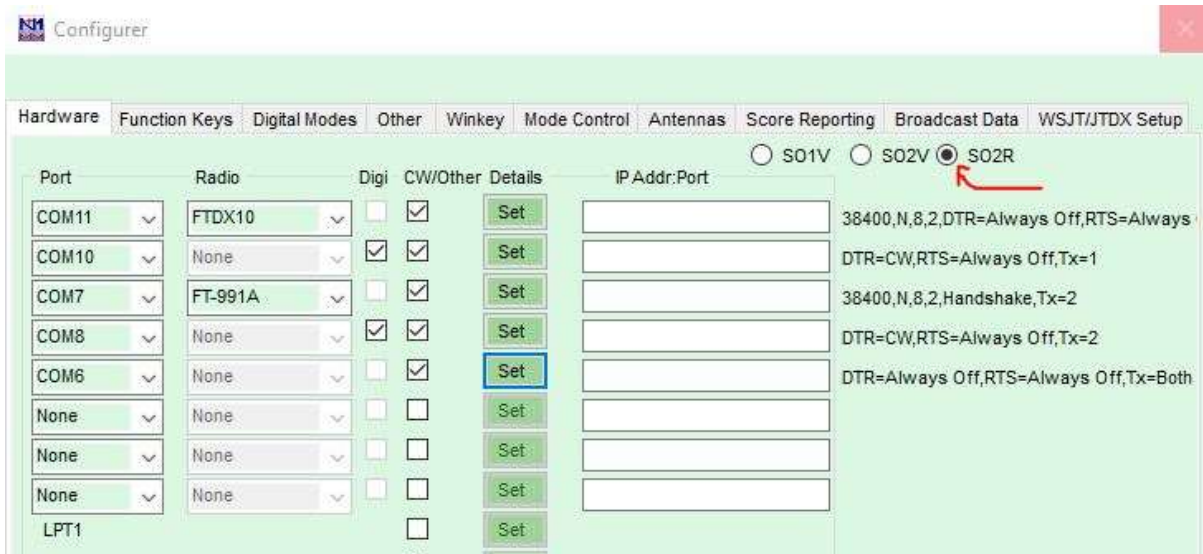 N1 Configurer
Hardware Function Keys Digital Modes Other Winkey Mode Control Antennas Score Reporting Broadcast Data WSJT/JTDX Setup
SO1V SO2V SO2R
Port Radio Digi CW/Other Details IP Addr:Port
COM11 FTDX10 Set 38400,N,8,2,DTR=Always Off,RTS=Always
COM10 None Set DTR=CW,RTS=Always Off,Tx=1
COM7 FT-991A Set 38400,N,8,2,Handshake,Tx=2
COM8 None Set DTR=CW,RTS=Always Off,Tx=2
COM6 None Set DTR=Always Off,RTS=Always Off,Tx=Both
None None Set
None None Set
None None Set
LPT1 Set